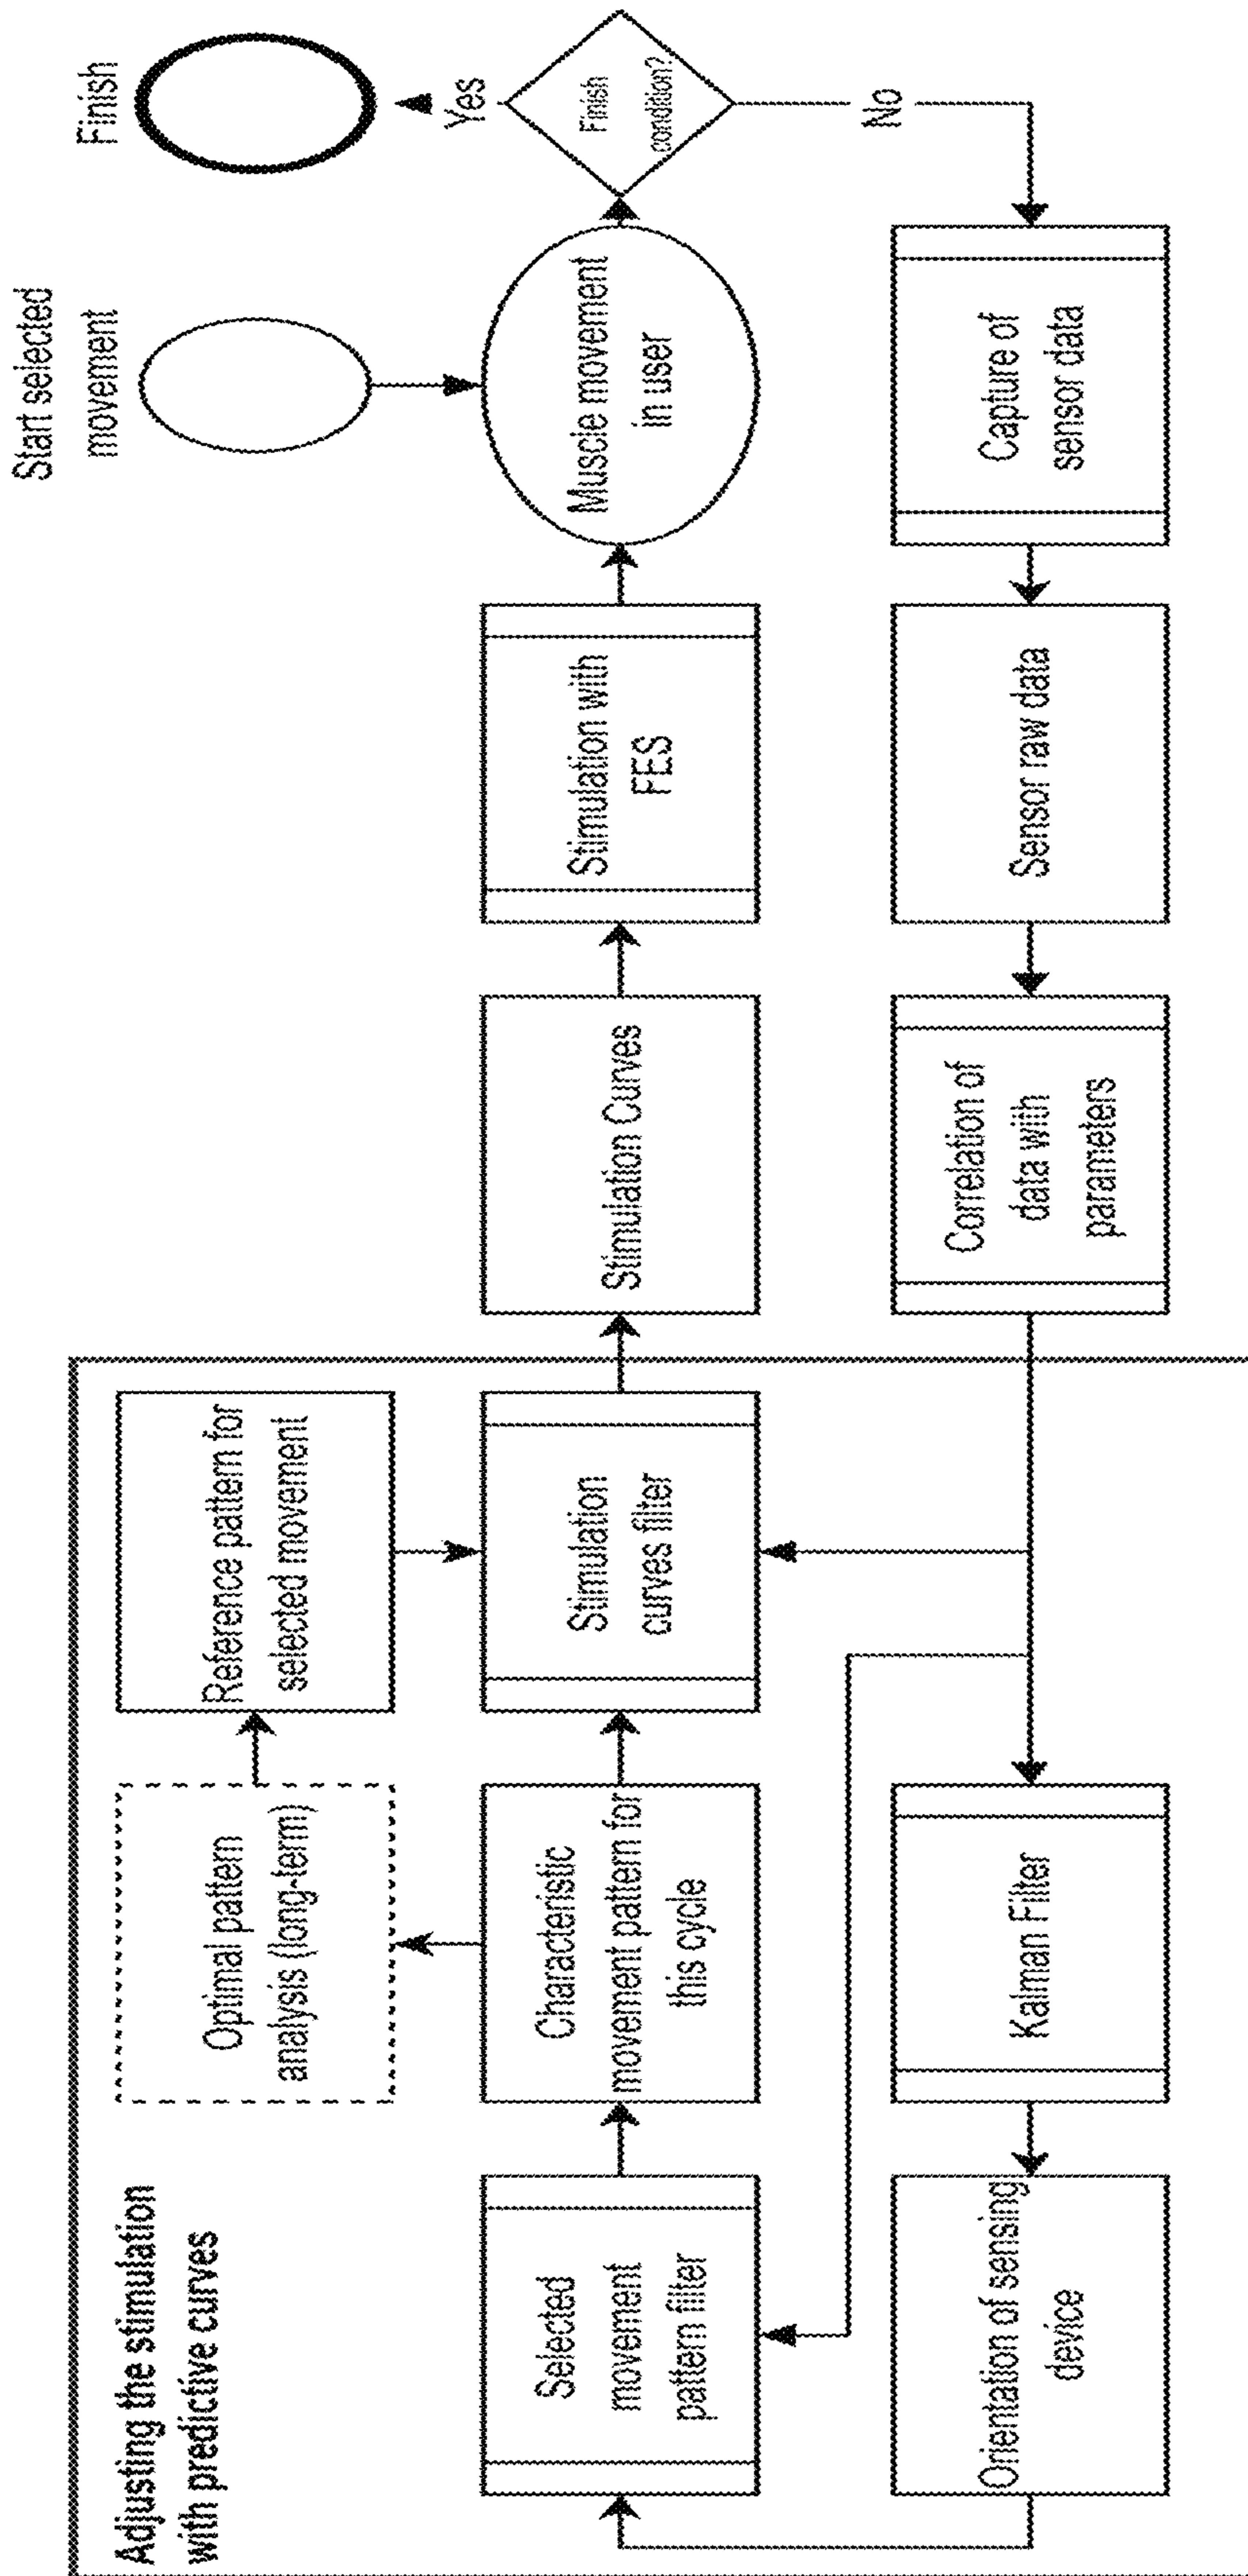 Adjusting the stimulation
with predictive curves
Optimal pattern
analysis (long-term)
Reference pattern for
selected movement
Start selected
movement
Finish
Selected
movement
pattern filter
Characteristic
movement pattern for
this cycle
Stimulation
curves filter
Stimulation Curves
Stimulation with
FES
Muscle movement
in user
Finish
condition?
Yes
No
Orientation of sensing
device
Kalman Filter
Correlation of
data with
parameters
Sensor raw data
Capture of
sensor data